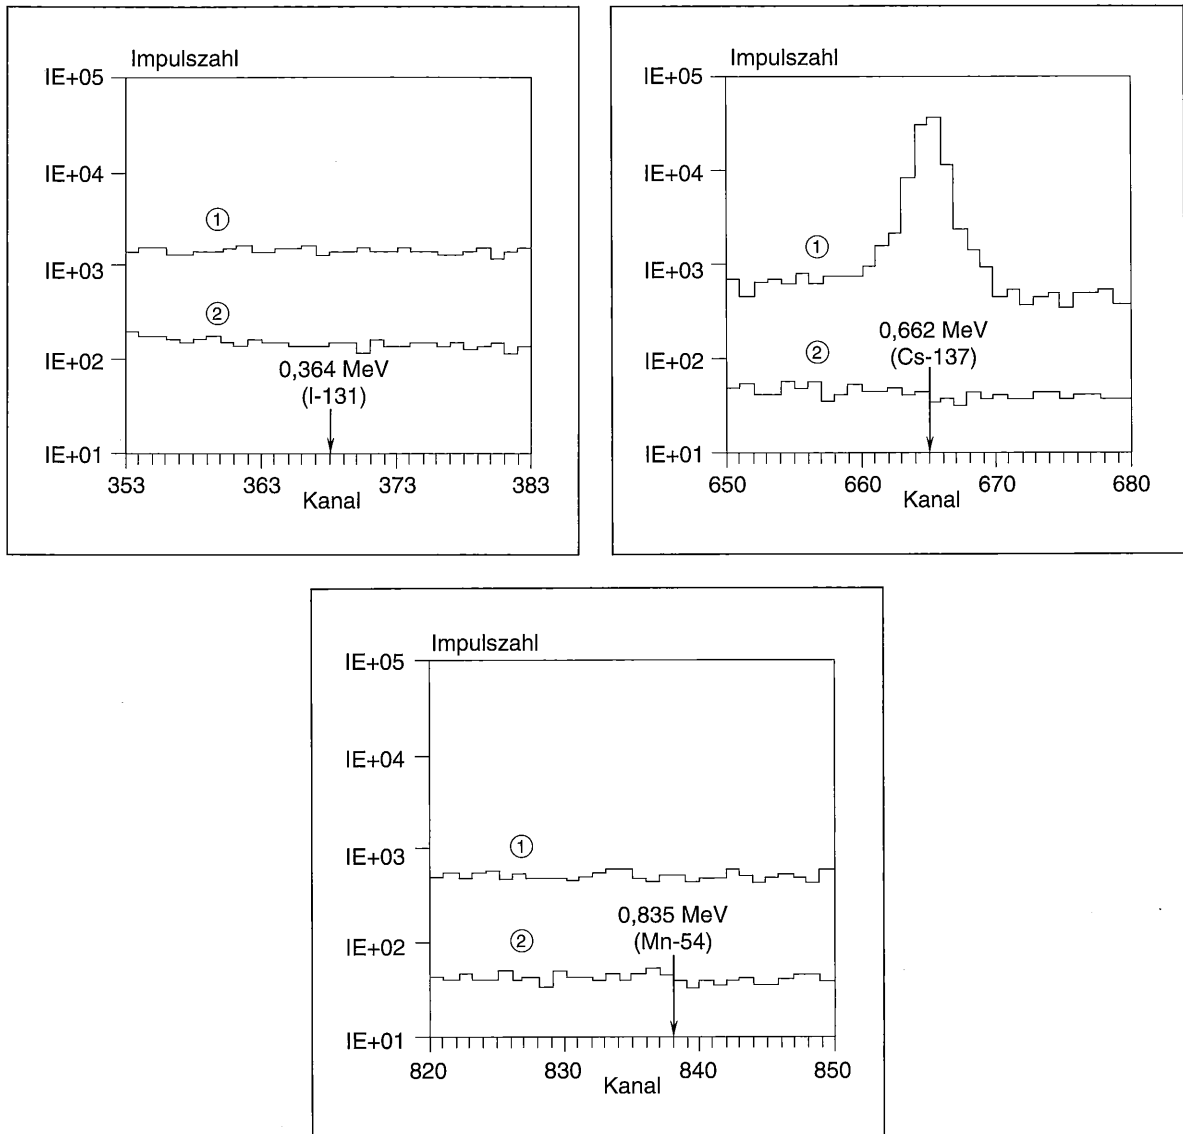 Impulszahl
IE+05
IE+04
IE+03
IE+02
IE+01
①
②
0,364 MeV
(I-131)
353 363 373 383
Kanal
Impulszahl
IE+05
IE+04
IE+03
IE+02
IE+01
①
②
0,662 MeV
(Cs-137)
650 660 670 680
Kanal
Impulszahl
IE+05
IE+04
IE+03
IE+02
IE+01
①
②
0,835 MeV
(Mn-54)
820 830 840 850
Kanal